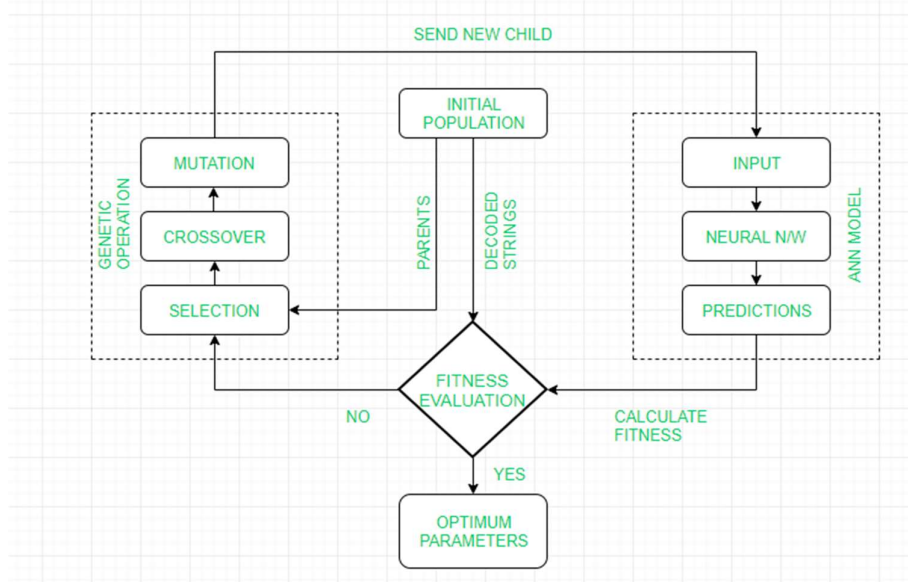 SEND NEW CHILD
INITIAL
POPULATION
MUTATION
CROSSOVER
SELECTION
GENETIC
OPERATION
PARENTS
DECODED
STRINGS
INPUT
NEURAL N/W
PREDICTIONS
ANN MODEL
FITNESS
EVALUATION
NO
CALCULATE
FITNESS
YES
OPTIMUM
PARAMETERS